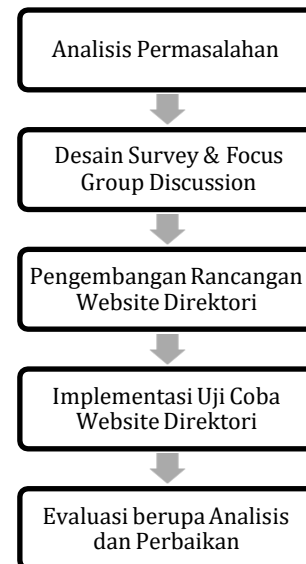 Analisis Permasalahan
Desain Survey & Focus
Group Discussion
Pengembangan Rancangan
Website Direktori
Implementasi Uji Coba
Website Direktori
Evaluasi berupa Analisis
dan Perbaikan